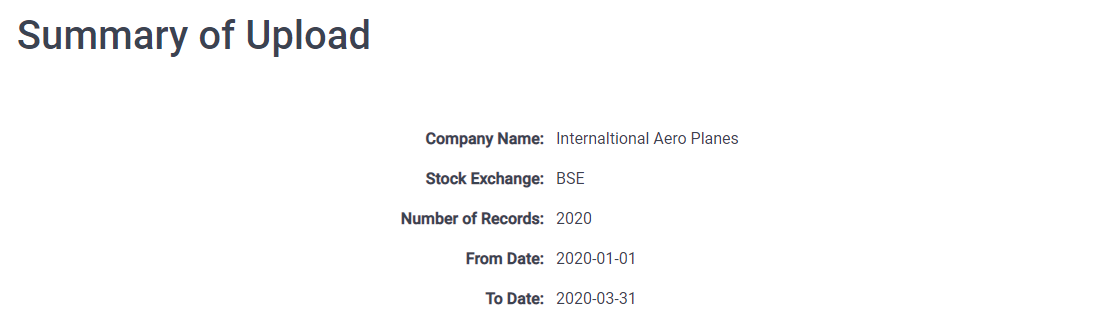 Summary of Upload
Company Name: Internaltional Aero Planes
Stock Exchange: BSE
Number of Records: 2020
From Date: 2020-01-01
To Date: 2020-03-31